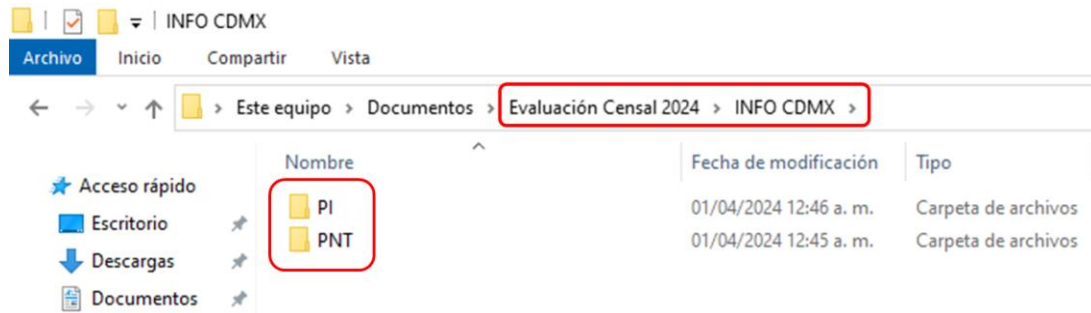 INFO CDMX
Archivo Inicio Compartir Vista
Este equipo > Documentos > Evaluación Censal 2024 > INFO CDMX >
Nombre Fecha de modificación Tipo
Acceso rápido
PI 01/04/2024 12:46 a. m. Carpeta de archivos
Escritorio
PNT 01/04/2024 12:45 a. m. Carpeta de archivos
Descargas
Documentos